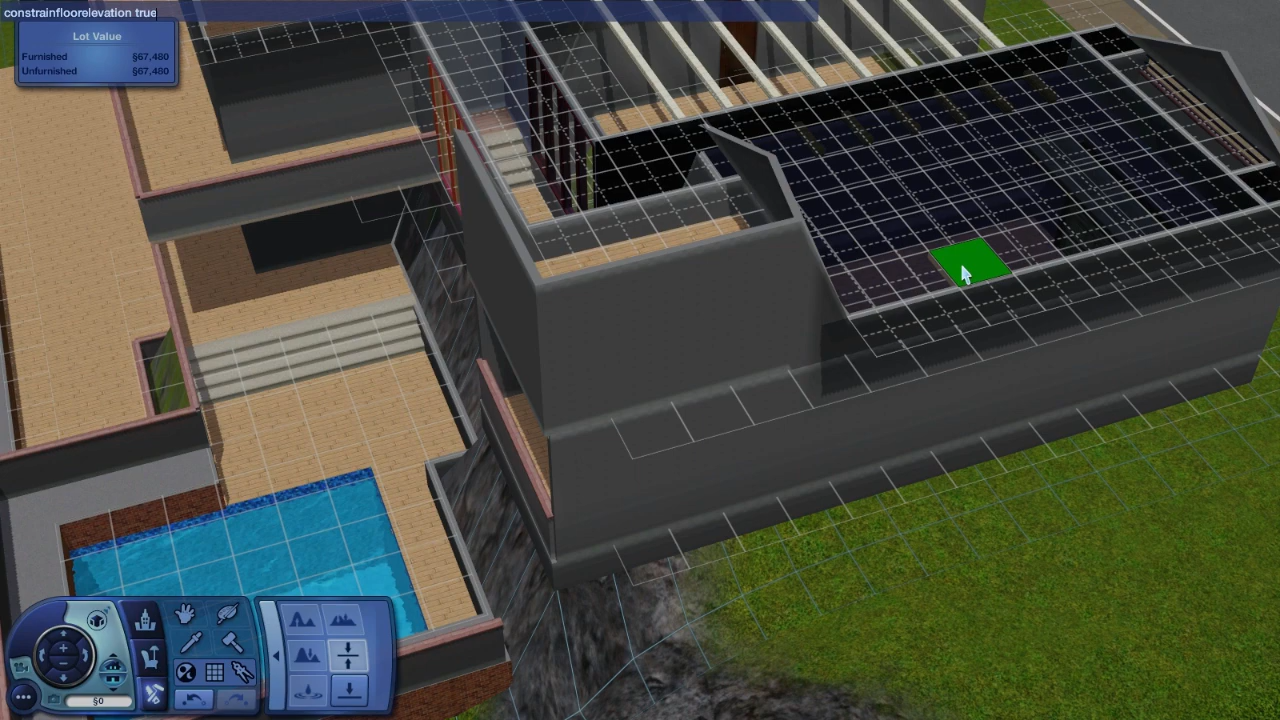 constrainfloorelevation true
Lot Value
Furnished §67,480
Unfurnished §67,480
§0